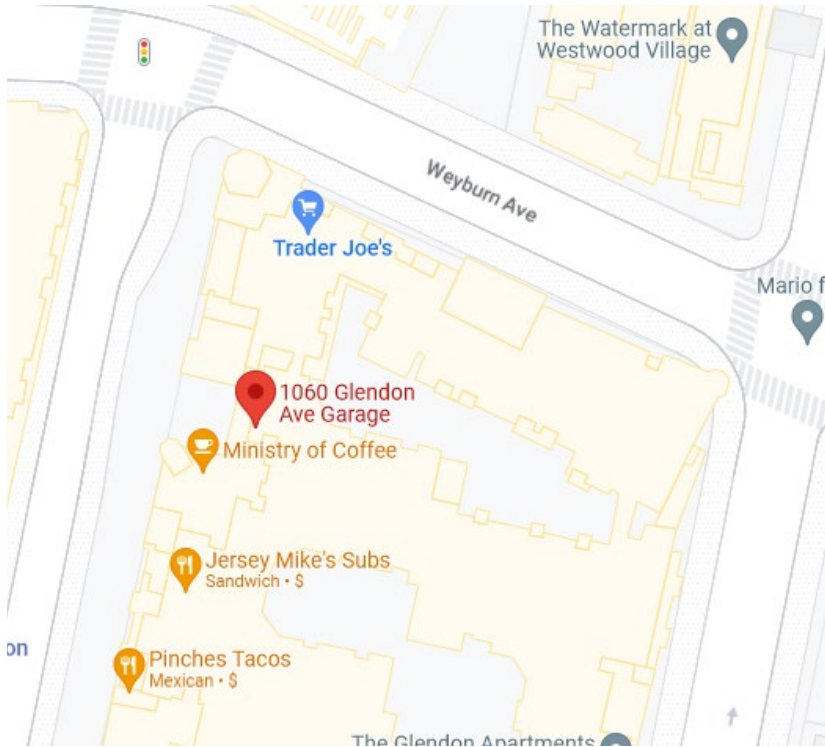 The Watermark at
Westwood Village
Weyburn Ave
Trader Joe's
Mario f
1060 Glendon
Ave Garage
Ministry of Coffee
Jersey Mike's Subs
Sandwich • $
on
Pinches Tacos
Mexican • $
The Glendon Apartments